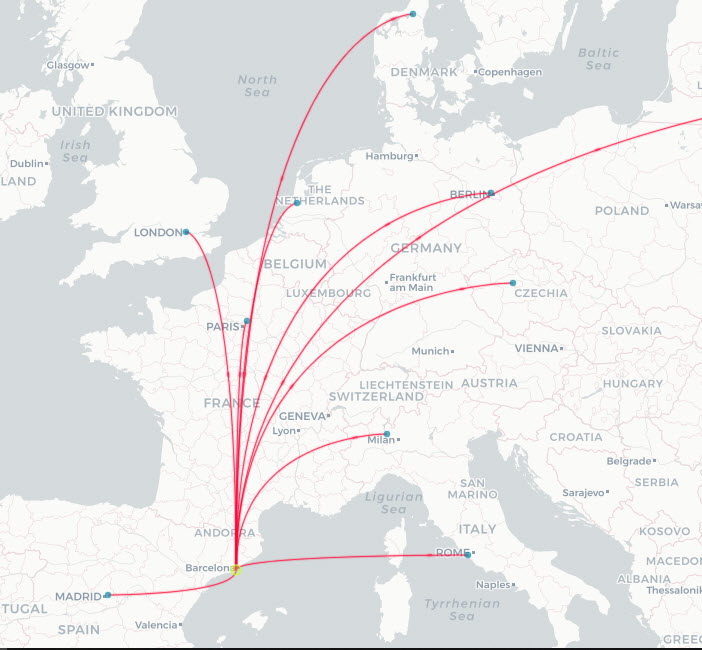 Glasgow
North
Sea
Baltic
Sea
DENMARK
Copenhagen
UNITED KINGDOM
Irish
Sea
Dublin
LAND
Hamburg
THE
NETHERLANDS
BERLIN
POLAND
Warsaw
LONDON
GERMANY
BELGIUM
Frankfurt
am Main
LUXEMBOURG
CZECHIA
PARIS
SLOVAKIA
Munich
VIENNA
LIECHTENSTEIN
AUSTRIA
HUNGARY
SWITZERLAND
FRANCE
GENEVA
Lyon
Milan
CROATIA
Belgrade
SERBIA
Sarajevo
SAN
MARINO
Ligurian
Sea
ITALY
KOSOVO
ANDORRA
ROME
MACEDO
Barcelona
ALBANIA
Thessalonik
Naples
MADRID
Tyrrhenian
Sea
TUGAL
SPAIN
Valencia
GREEC